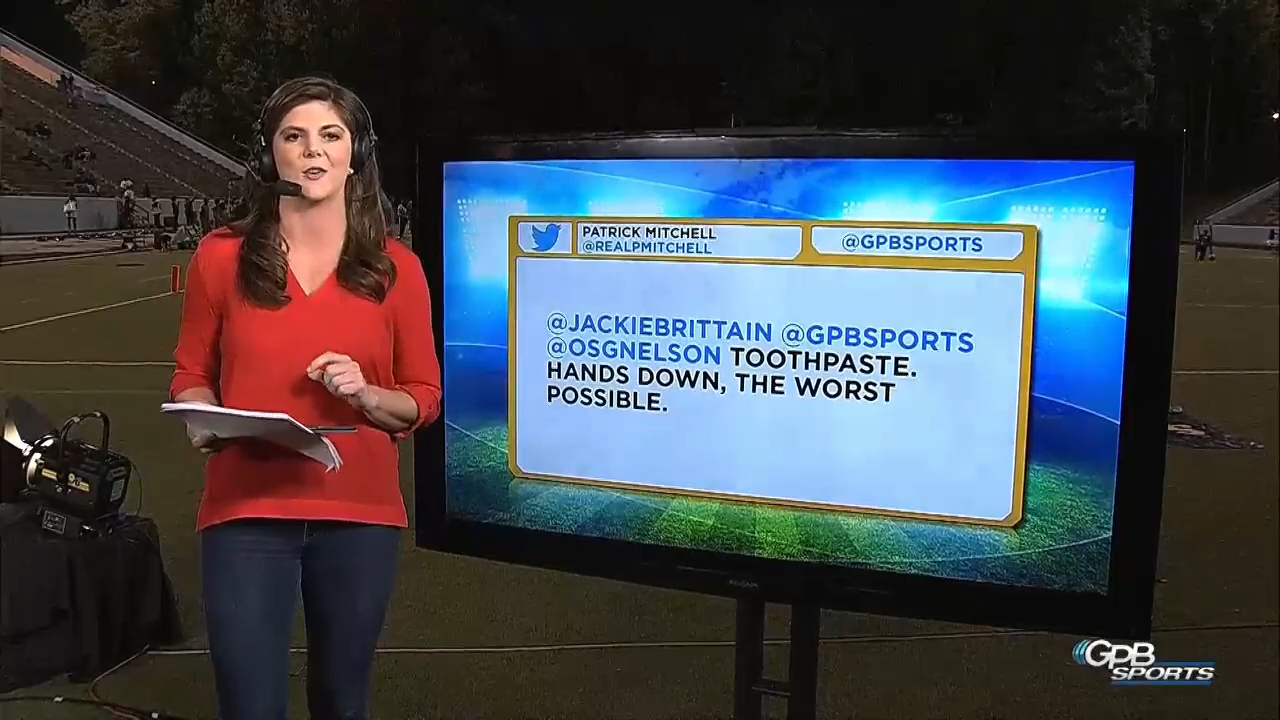 PATRICK MITCHELL
@REALPMITCHELL
@GPBSPORTS
@JACKIEBRITTAIN @GPBSPORTS
@OSGNELSON TOOTHPASTE.
HANDS DOWN, THE WORST
POSSIBLE.
GPB
SPORTS